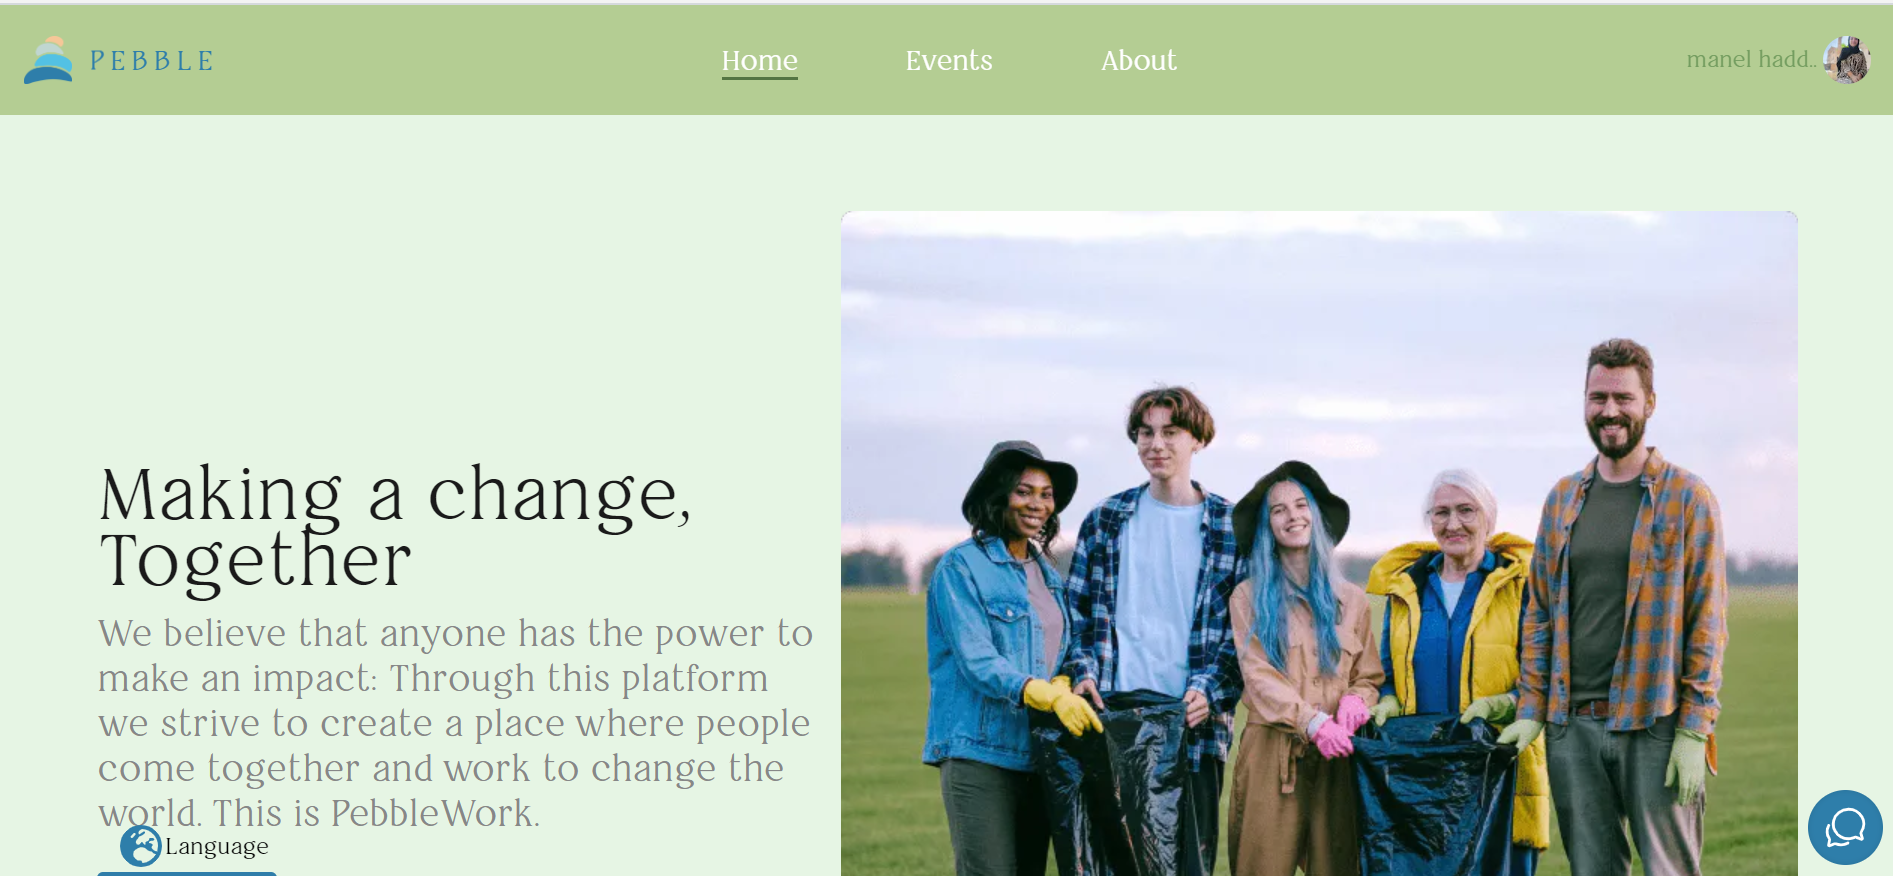 PEBBLE
Home
Events
About
manel hadd..
Making a change,
Together
We believe that anyone has the power to
make an impact: Through this platform
we strive to create a place where people
come together and work to change the
world. This is PebbleWork.
Language